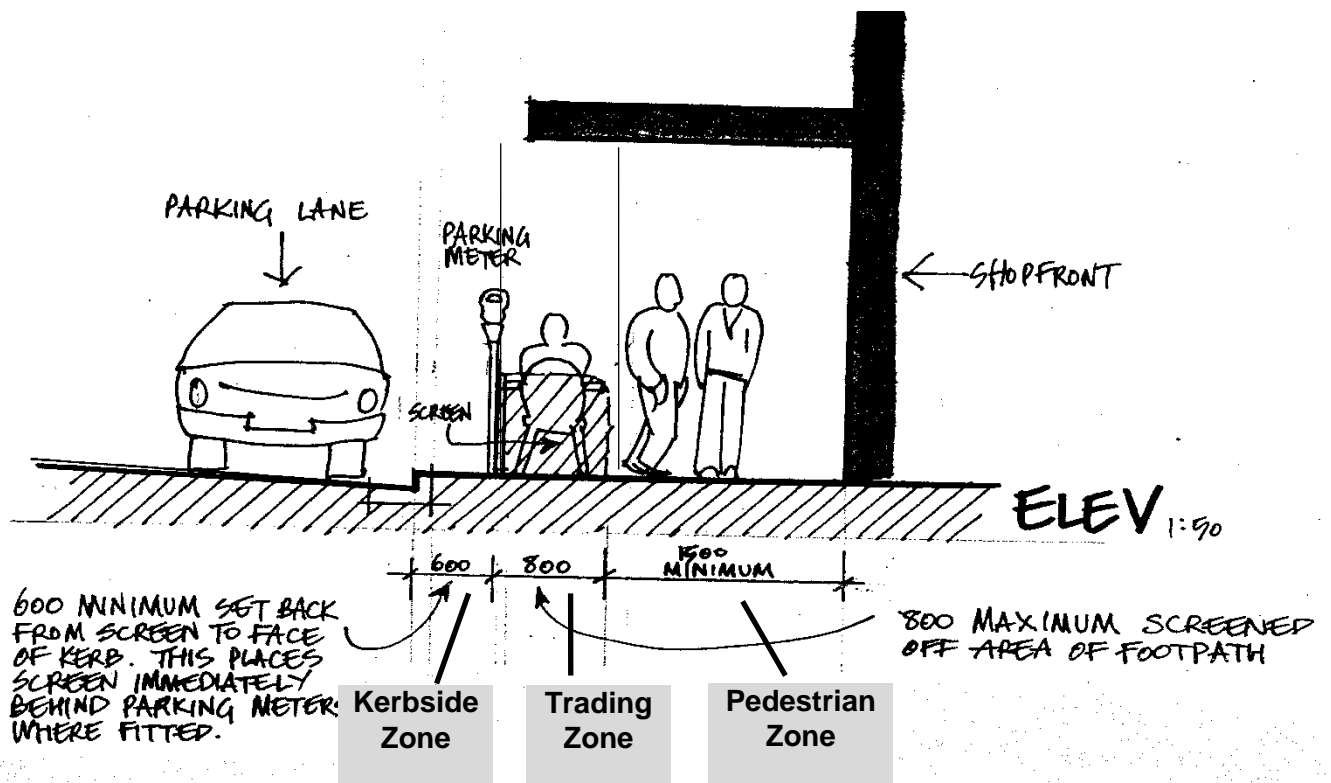 PARKING LANE
PARKING
METER
SHOPFRONT
SCREEN
ELEV 1:50
600
800
1500
MINIMUM
600 MINIMUM SET BACK
FROM SCREEN TO FACE
OF KERB. THIS PLACES
SCREEN IMMEDIATELY
BEHIND PARKING METERS
WHERE FITTED.
800 MAXIMUM SCREENED
OFF AREA OF FOOTPATH
Kerbside
Zone
Trading
Zone
Pedestrian
Zone